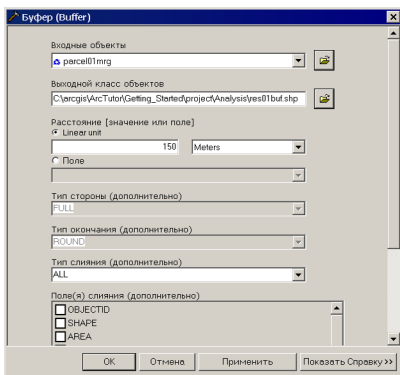 Буфер (Buffer)
Входные объекты
parcel01mrg
Выходной класс объектов
C:\arcgis\ArcTutor\Getting_Started\project\Analysis\res01buf.shp
Расстояние [значение или поле]
Linear unit
150 Meters
Поле
Тип стороны (дополнительно)
FULL
Тип окончания (дополнительно)
ROUND
Тип слияния (дополнительно)
ALL
Поле(я) слияния (дополнительно)
OBJECTID
SHAPE
AREA
OK Отмена Применить Показать Справку >>